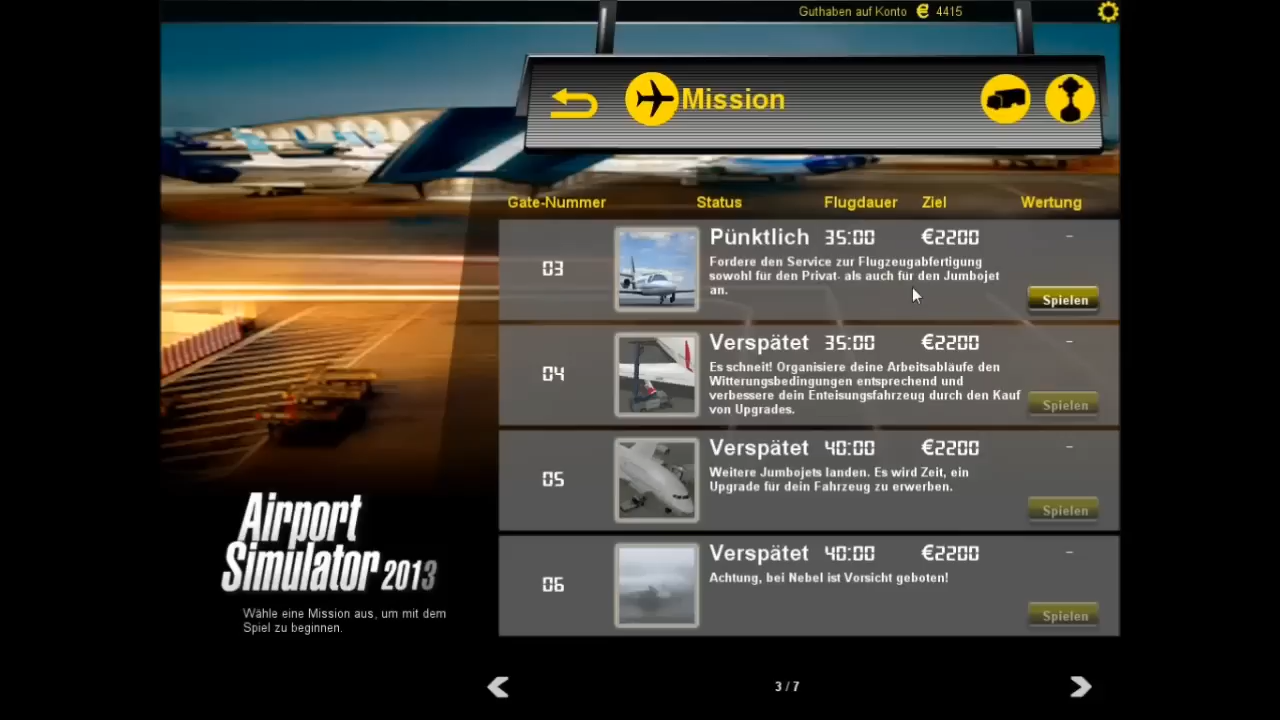 Guthaben auf Konto € 4415
Mission
Gate-Nummer Status Flugdauer Ziel Wertung
03 Pünktlich 35:00 €2200 -
Fordere den Service zur Flugzeugabfertigung
sowohl für den Privat- als auch für den Jumbojet
an.
Spielen
04 Verspätet 35:00 €2200 -
Es schneit! Organisiere deine Arbeitsabläufe den
Witterungsbedingungen entsprechend und
verbessere dein Enteisungsfahrzeug durch den Kauf
von Upgrades.
Spielen
05 Verspätet 40:00 €2200 -
Weitere Jumbojets landen. Es wird Zeit, ein
Upgrade für dein Fahrzeug zu erwerben.
Spielen
06 Verspätet 40:00 €2200 -
Achtung, bei Nebel ist Vorsicht geboten!
Spielen
Airport
Simulator 2013
Wähle eine Mission aus, um mit dem
Spiel zu beginnen.
3 / 7